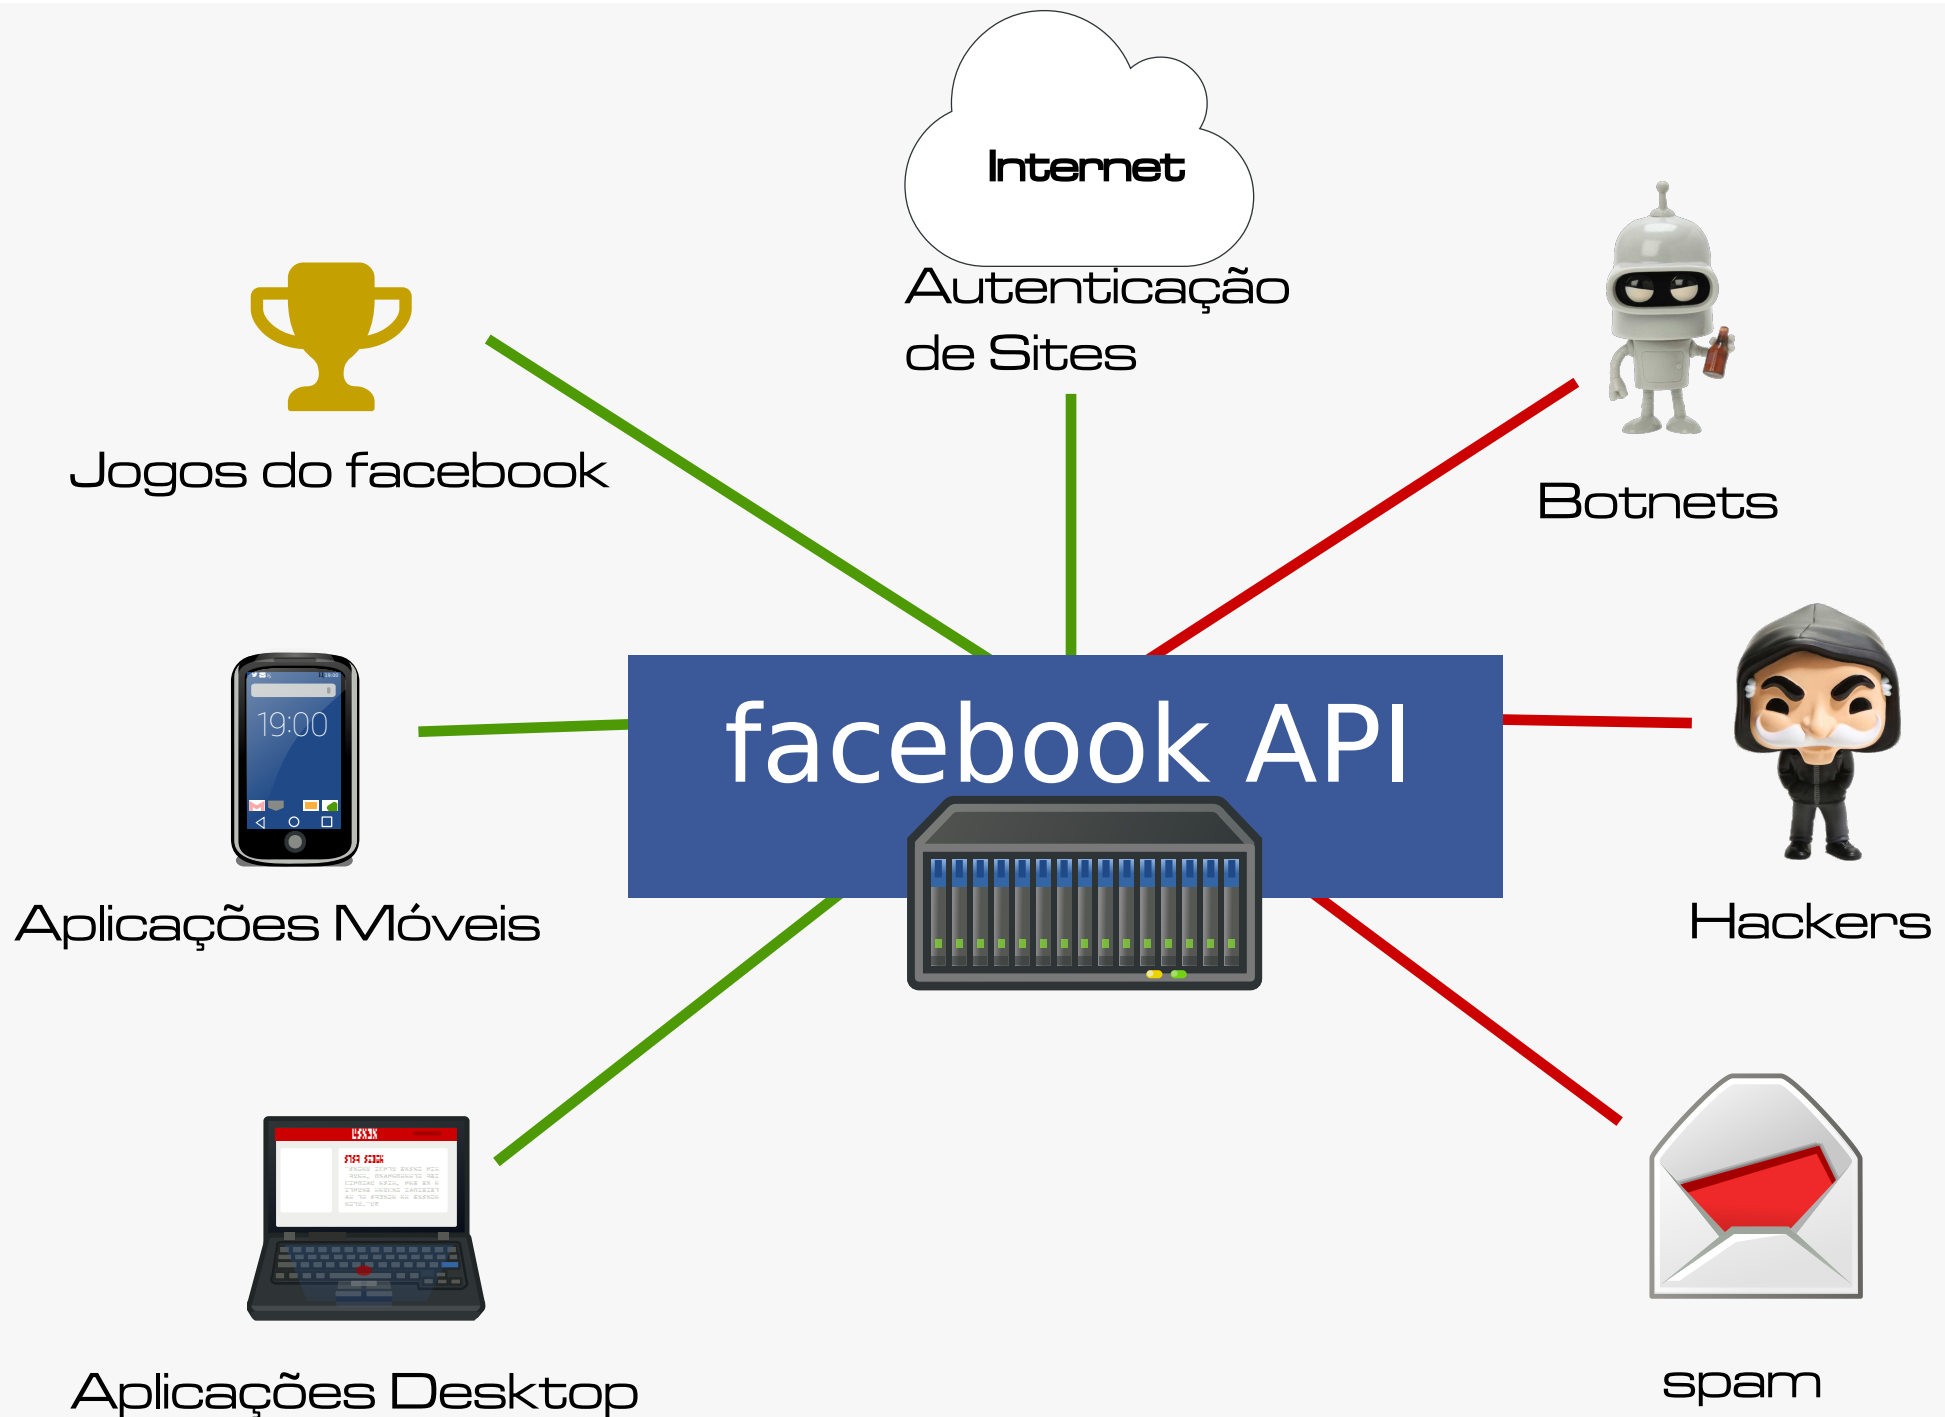 Internet
Autenticação
de Sites
Jogos do facebook
Botnets
19:00
facebook API
Aplicações Móveis
Hackers
Aplicações Desktop
spam